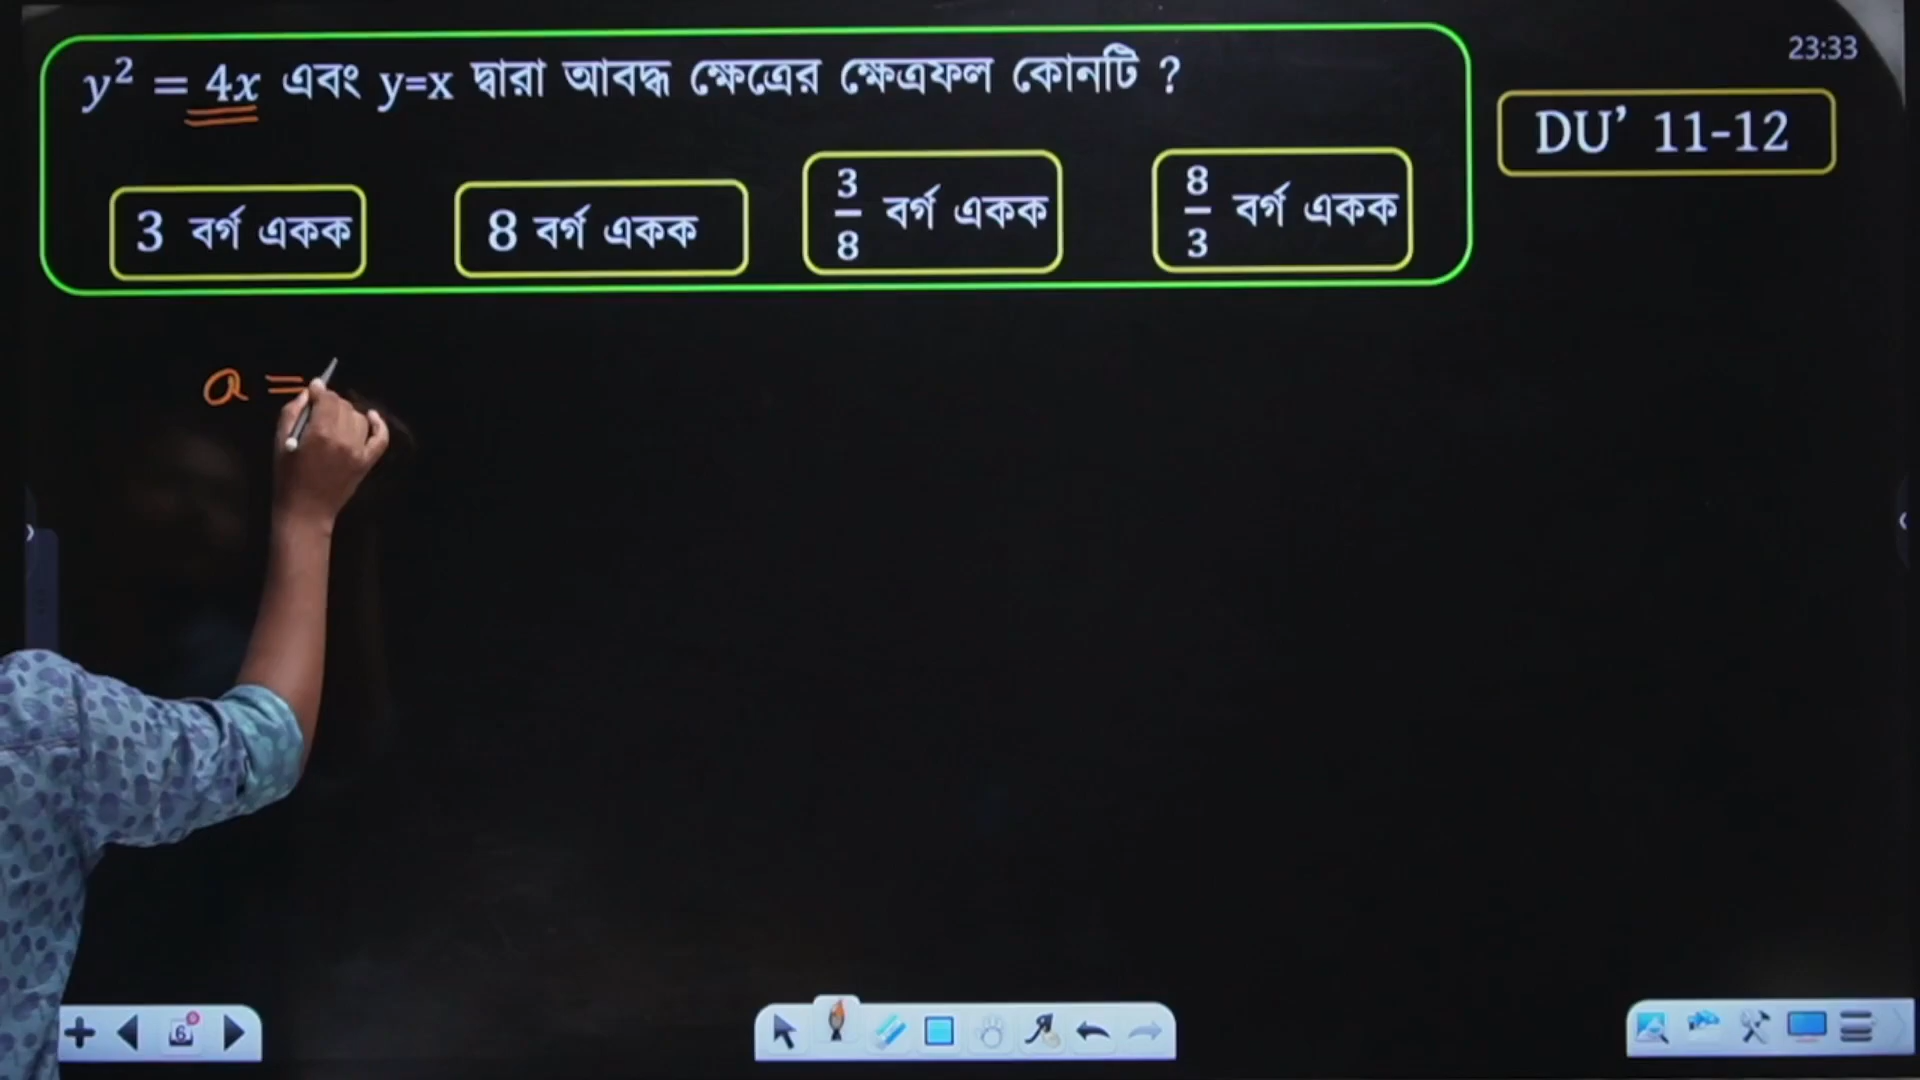 23:33
y² = 4x এবং y=x দ্বারা আবদ্ধ ক্ষেত্রের ক্ষেত্রফল কোনটি ?
DU’ 11-12
3 বর্গ একক
8 বর্গ একক
3/8 বর্গ একক
8/3 বর্গ একক
a =
6